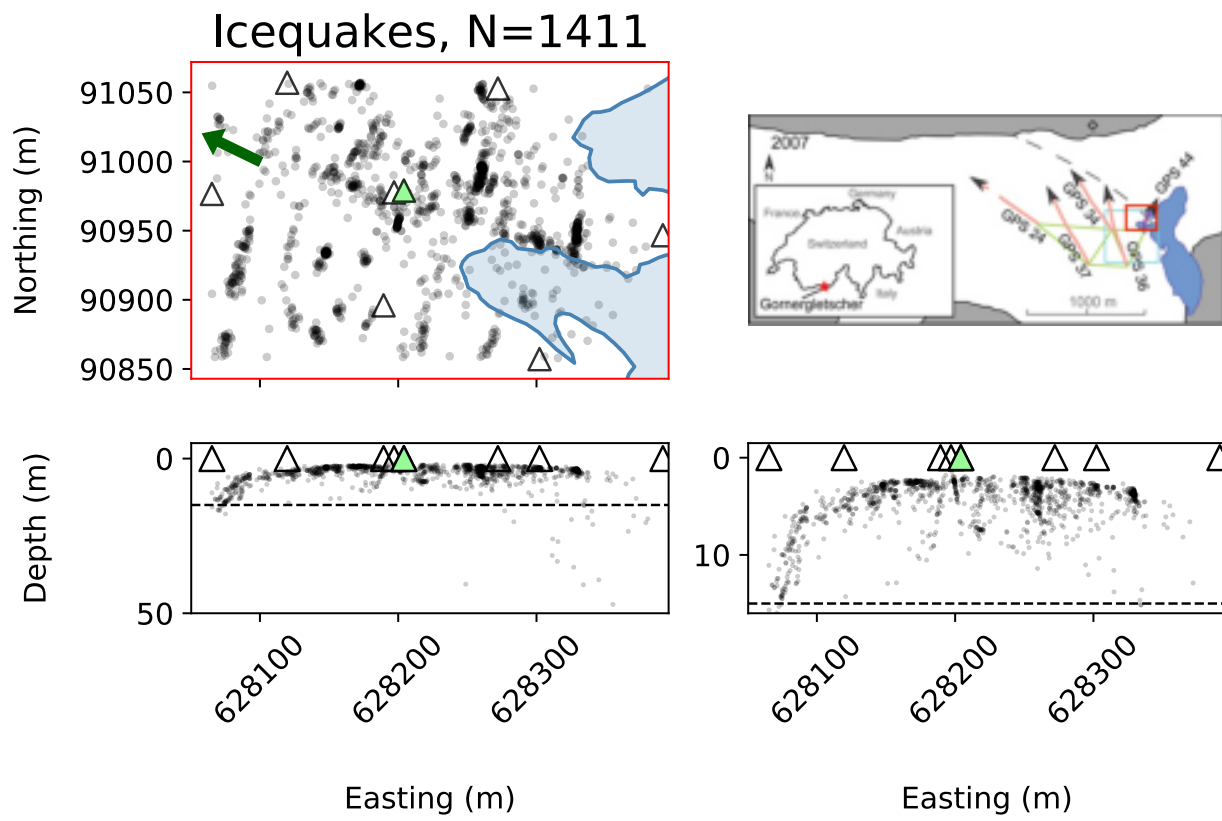 Icequakes, N=1411
Northing (m)
91050
91000
90950
90900
90850
2007
N
GPS 44
GPS 34
GPS 24
GPS 37
GPS 36
Germany
France
Switzerland
Austria
Italy
Gornergletscher
1000 m
Depth (m)
0
50
628100
628200
628300
Easting (m)
0
10
628100
628200
628300
Easting (m)